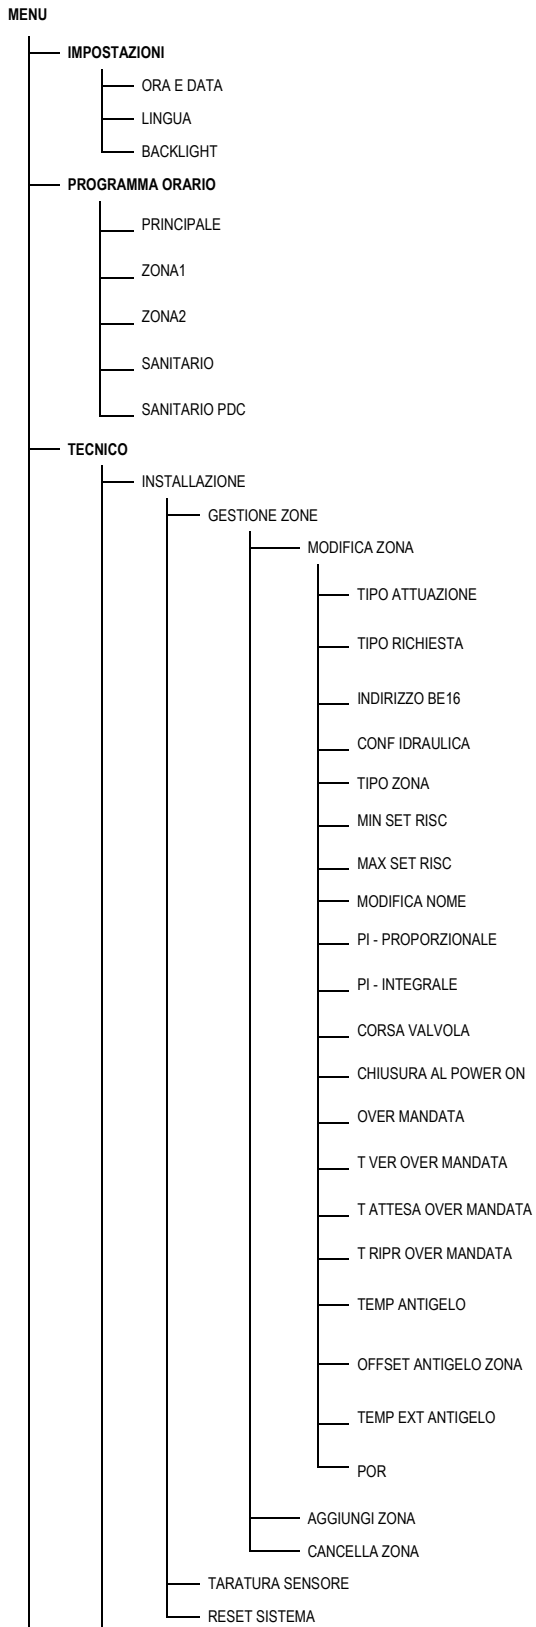 MENU
IMPOSTAZIONI
ORA E DATA
LINGUA
BACKLIGHT
PROGRAMMA ORARIO
PRINCIPALE
ZONA1
ZONA2
SANITARIO
SANITARIO PDC
TECNICO
INSTALLAZIONE
GESTIONE ZONE
MODIFICA ZONA
TIPO ATTUAZIONE
TIPO RICHIESTA
INDIRIZZO BE16
CONF IDRAULICA
TIPO ZONA
MIN SET RISC
MAX SET RISC
MODIFICA NOME
PI - PROPORZIONALE
PI - INTEGRALE
CORSA VALVOLA
CHIUSURA AL POWER ON
OVER MANDATA
T VER OVER MANDATA
T ATTESA OVER MANDATA
T RIPR OVER MANDATA
TEMP ANTIGELO
OFFSET ANTIGELO ZONA
TEMP EXT ANTIGELO
POR
AGGIUNGI ZONA
CANCELLA ZONA
TARATURA SENSORE
RESET SISTEMA